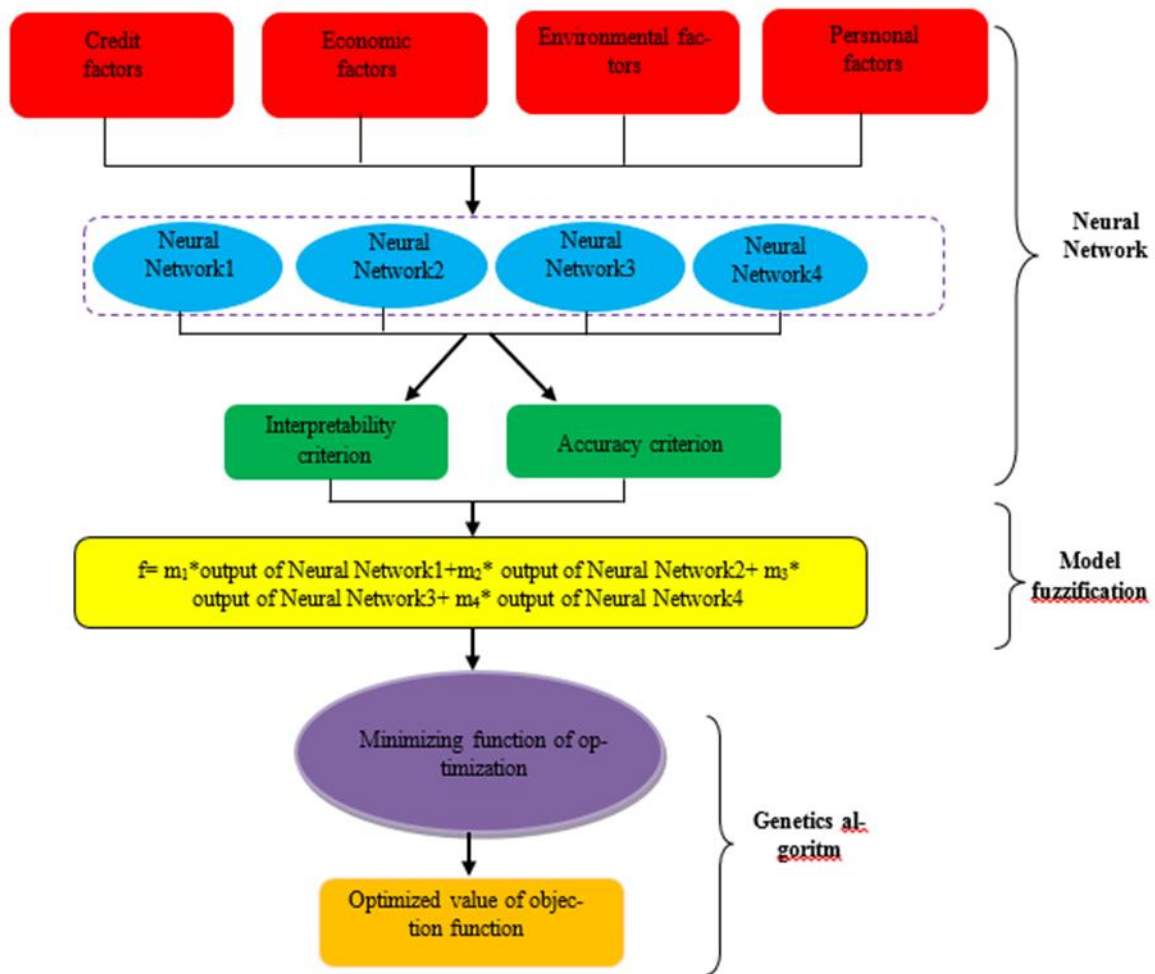 Credit
factors
Economic
factors
Environmental fac-
tors
Persnonal
factors
Neural
Network1
Neural
Network2
Neural
Network3
Neural
Network4
Neural
Network
Interpretability
criterion
Accuracy criterion
f= m₁*output of Neural Network1+m₂* output of Neural Network2+ m₃*
output of Neural Network3+ m₄* output of Neural Network4
Model
fuzzification
Minimizing function of op-
timization
Genetics al-
goritm
Optimized value of objec-
tion function